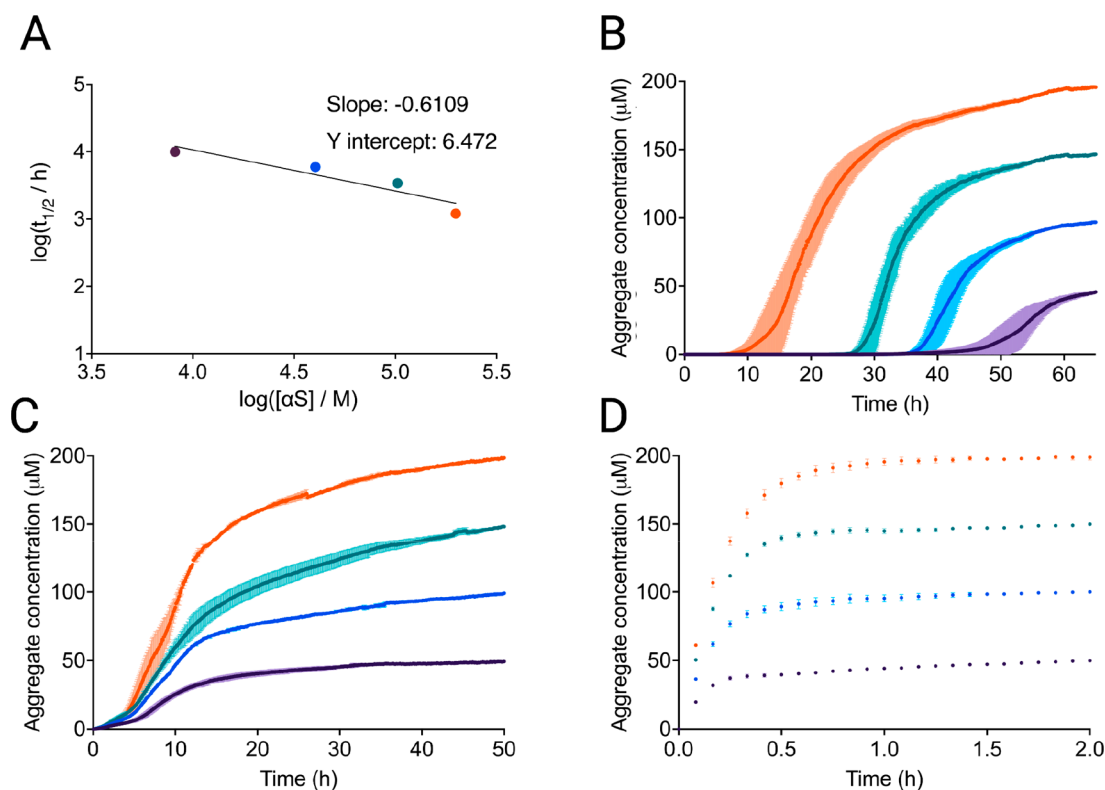 A
Slope: -0.6109
Y intercept: 6.472
log(t1/2 / h)
5
4
3
2
1
3.5 4.0 4.5 5.0 5.5
log([αS] / M)
B
Aggregate concentration (μM)
200
150
100
50
0
0 10 20 30 40 50 60
Time (h)
C
Aggregate concentration (μM)
200
150
100
50
0
0 10 20 30 40 50
Time (h)
D
Aggregate concentration (μM)
200
150
100
50
0
0.0 0.5 1.0 1.5 2.0
Time (h)